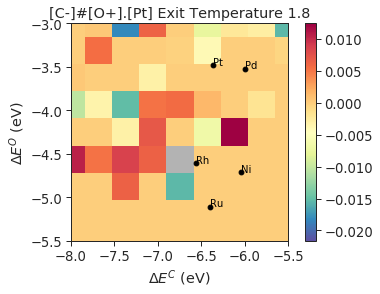 [C-]#[O+].[Pt] Exit Temperature 1.8
−3.0
−3.5
−4.0
−4.5
−5.0
−5.5
ΔE^O (eV)
Pt
Pd
Rh
Ni
Ru
−8.0 −7.5 −7.0 −6.5 −6.0 −5.5
ΔE^C (eV)
0.010
0.005
0.000
−0.005
−0.010
−0.015
−0.020